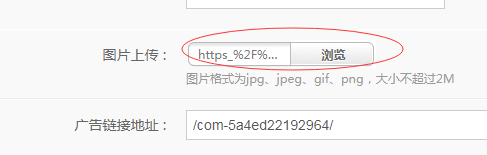 图片上传： https_%2F%... 浏览
图片格式为jpg、jpeg、gif、png，大小不超过2M
广告链接地址： /com-5a4ed22192964/